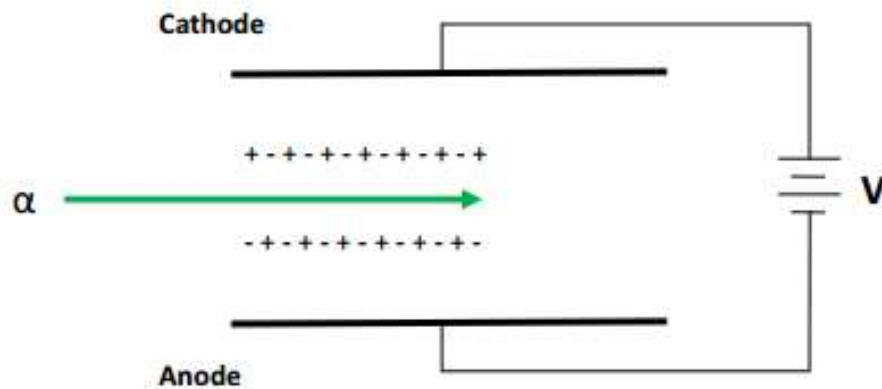 Cathode
+ - + - + - + - + - + - +
α
V
- + - + - + - + - + - + -
Anode